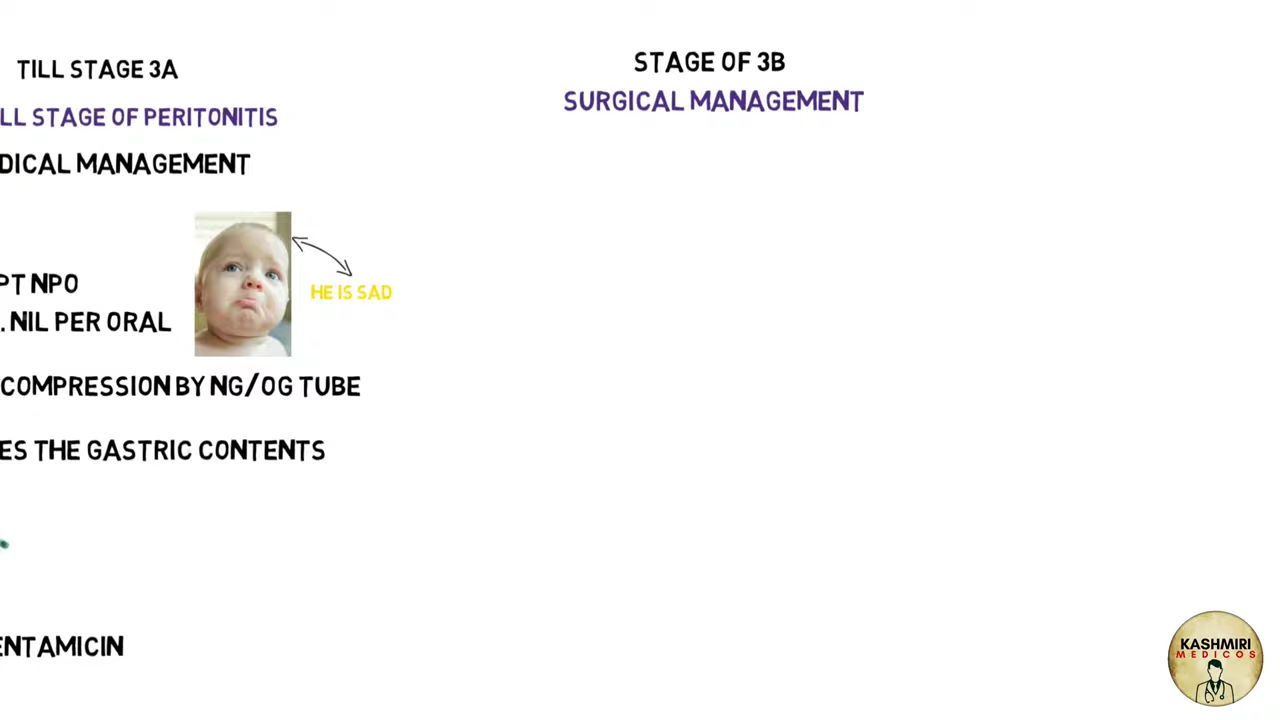 TILL STAGE 3A
LL STAGE OF PERITONITIS
DICAL MANAGEMENT
PT NPO
. NIL PER ORAL
HE IS SAD
COMPRESSION BY NG/OG TUBE
ES THE GASTRIC CONTENTS
ENTAMICIN
STAGE OF 3B
SURGICAL MANAGEMENT
KASHMIRI
MEDICOS